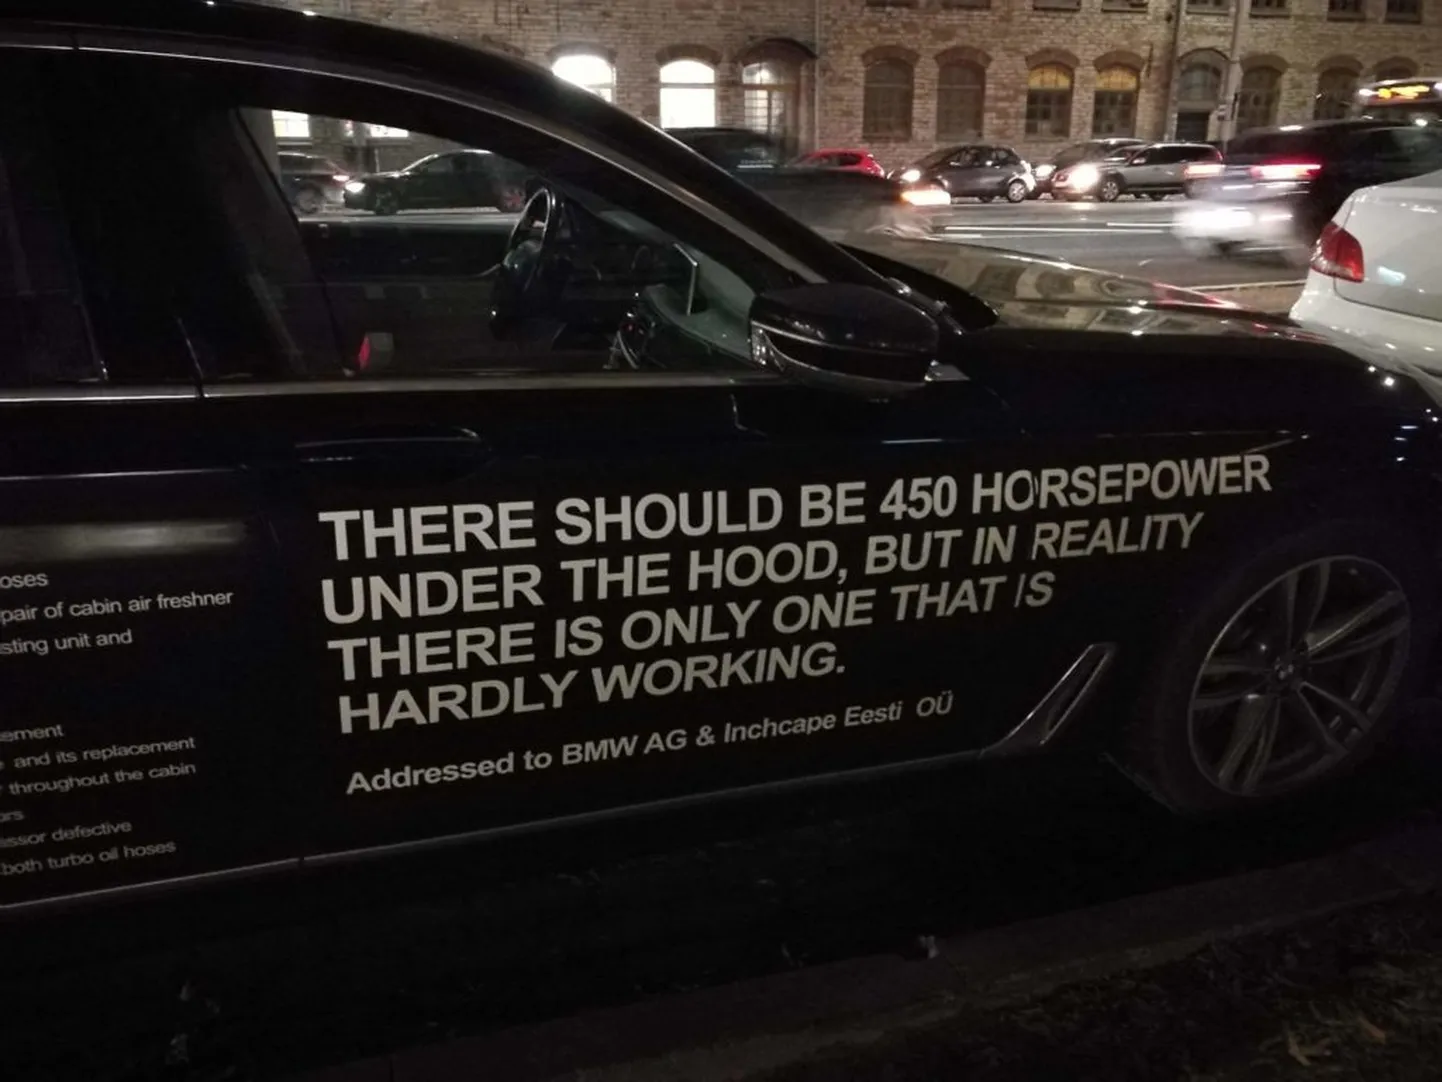 THERE SHOULD BE 450 HORSEPOWER
UNDER THE HOOD, BUT IN REALITY
THERE IS ONLY ONE THAT IS
HARDLY WORKING.
Addressed to BMW AG & Inchcape Eesti OÜ
oses
pair of cabin air freshner
sting unit and
ement
and its replacement
throughout the cabin
ors
essor defective
both turbo oil hoses